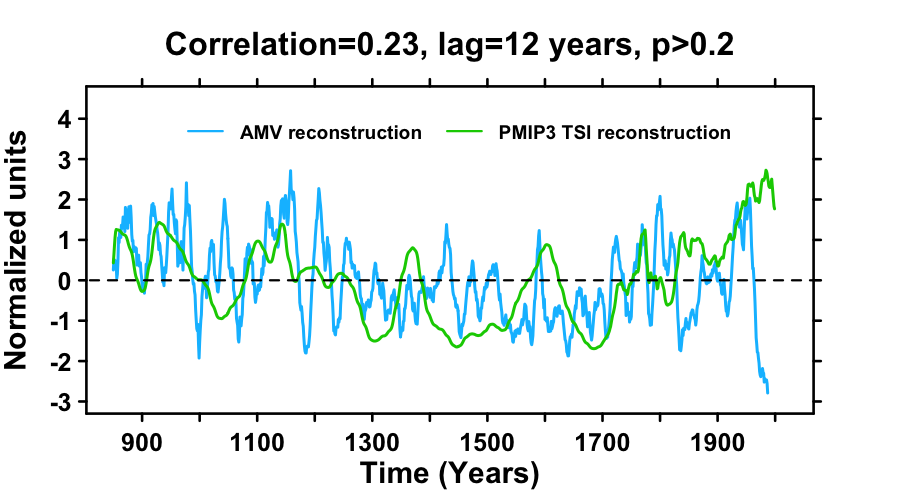 Correlation=0.23, lag=12 years, p>0.2
AMV reconstruction
PMIP3 TSI reconstruction
Normalized units
4
3
2
1
0
-1
-2
-3
900 1100 1300 1500 1700 1900
Time (Years)